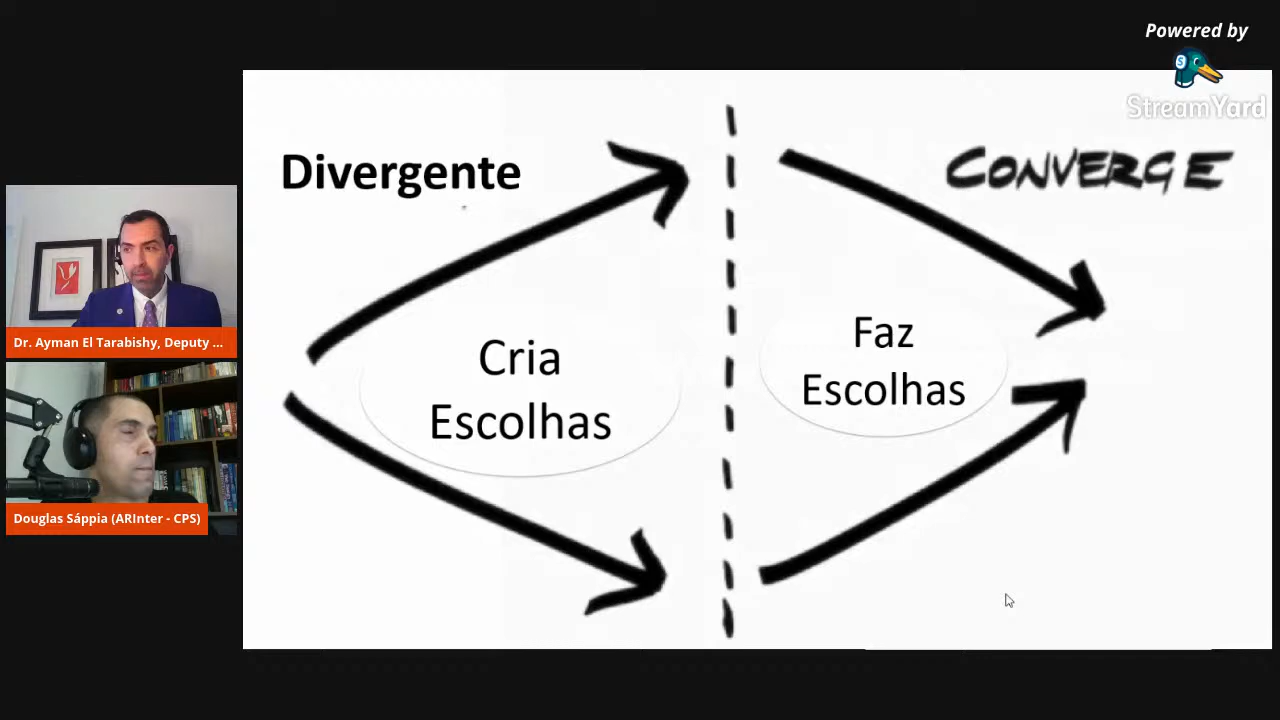 Powered by
StreamYard
Divergente
CONVERGE
Cria
Escolhas
Faz
Escolhas
Dr. Ayman El Tarabishy, Deputy ...
Douglas Sáppia (ARInter - CPS)